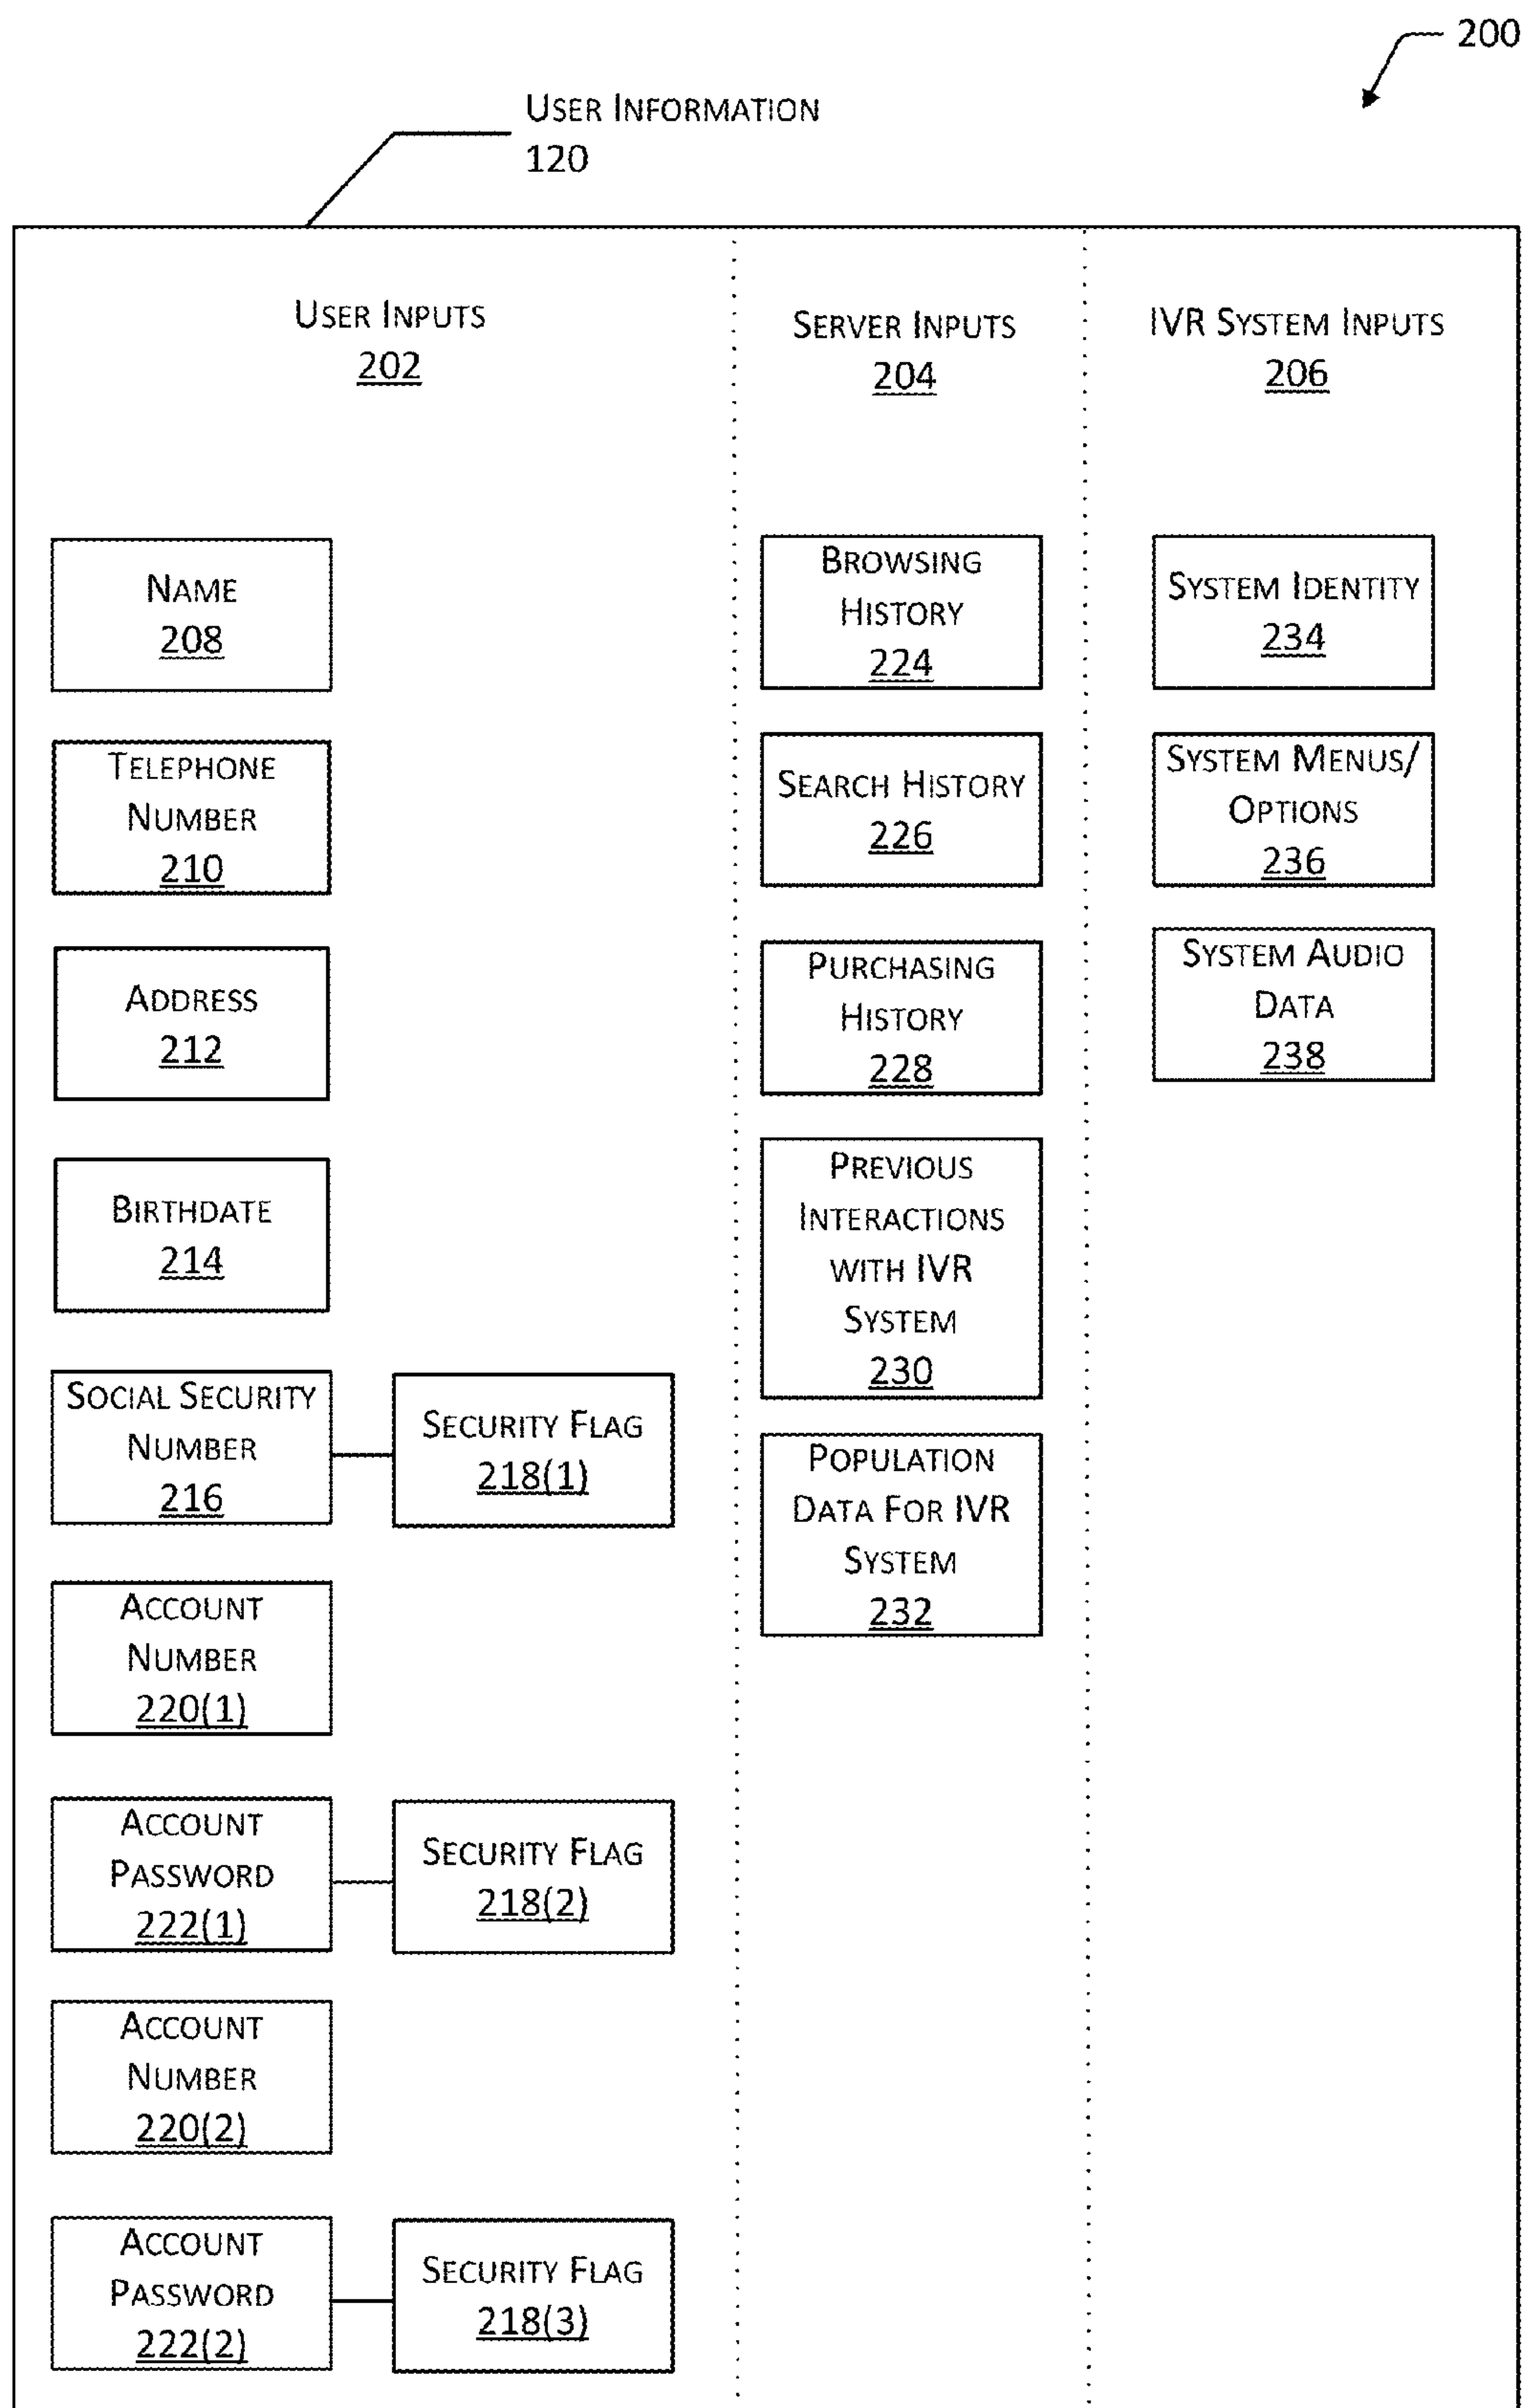 200
USER INFORMATION
120
USER INPUTS
202
NAME
208
TELEPHONE
NUMBER
210
ADDRESS
212
BIRTHDATE
214
SOCIAL SECURITY
NUMBER
216
SECURITY FLAG
218(1)
ACCOUNT
NUMBER
220(1)
ACCOUNT
PASSWORD
222(1)
SECURITY FLAG
218(2)
ACCOUNT
NUMBER
220(2)
ACCOUNT
PASSWORD
222(2)
SECURITY FLAG
218(3)
SERVER INPUTS
204
BROWSING
HISTORY
224
SEARCH HISTORY
226
PURCHASING
HISTORY
228
PREVIOUS
INTERACTIONS
WITH IVR
SYSTEM
230
POPULATION
DATA FOR IVR
SYSTEM
232
IVR SYSTEM INPUTS
206
SYSTEM IDENTITY
234
SYSTEM MENUS/
OPTIONS
236
SYSTEM AUDIO
DATA
238